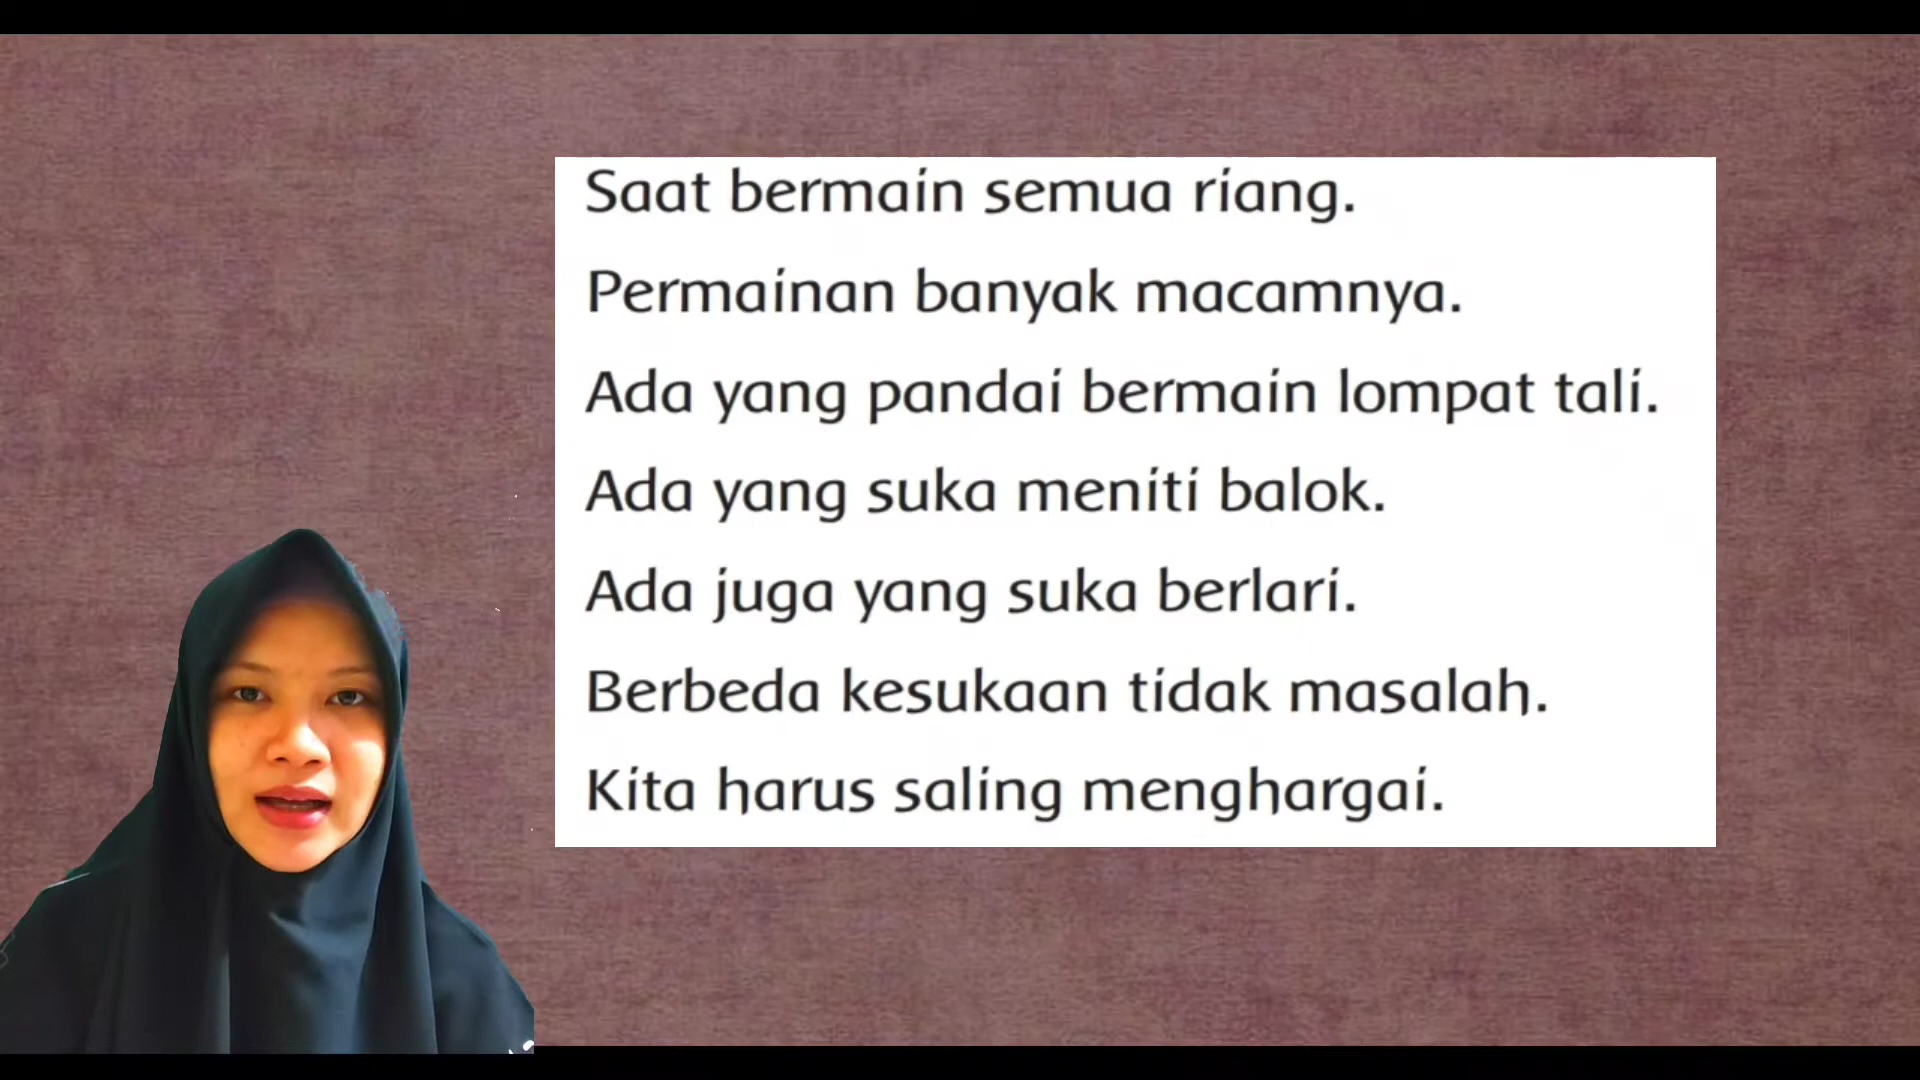 Saat bermain semua riang.
Permainan banyak macamnya.
Ada yang pandai bermain lompat tali.
Ada yang suka meniti balok.
Ada juga yang suka berlari.
Berbeda kesukaan tidak masalah.
Kita harus saling menghargai.